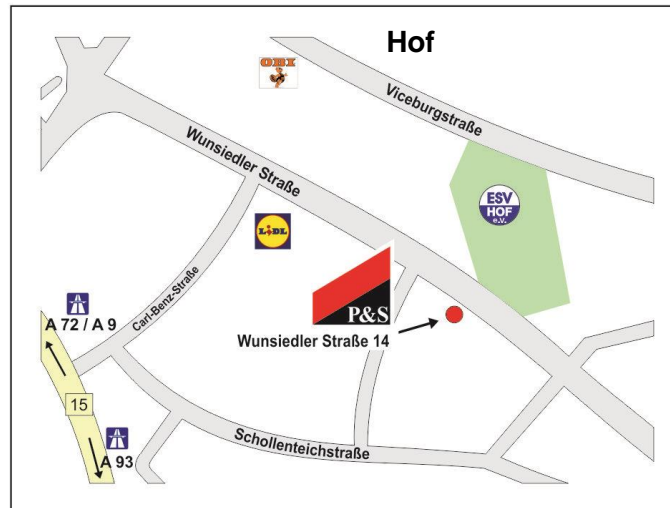 Hof
OBI
Viceburgstraße
Wunsiedler Straße
ESV
HOF
e.V.
LiDL
Carl-Benz-Straße
P&S
A 72 / A 9
Wunsiedler Straße 14
15
Schollenteichstraße
A 93